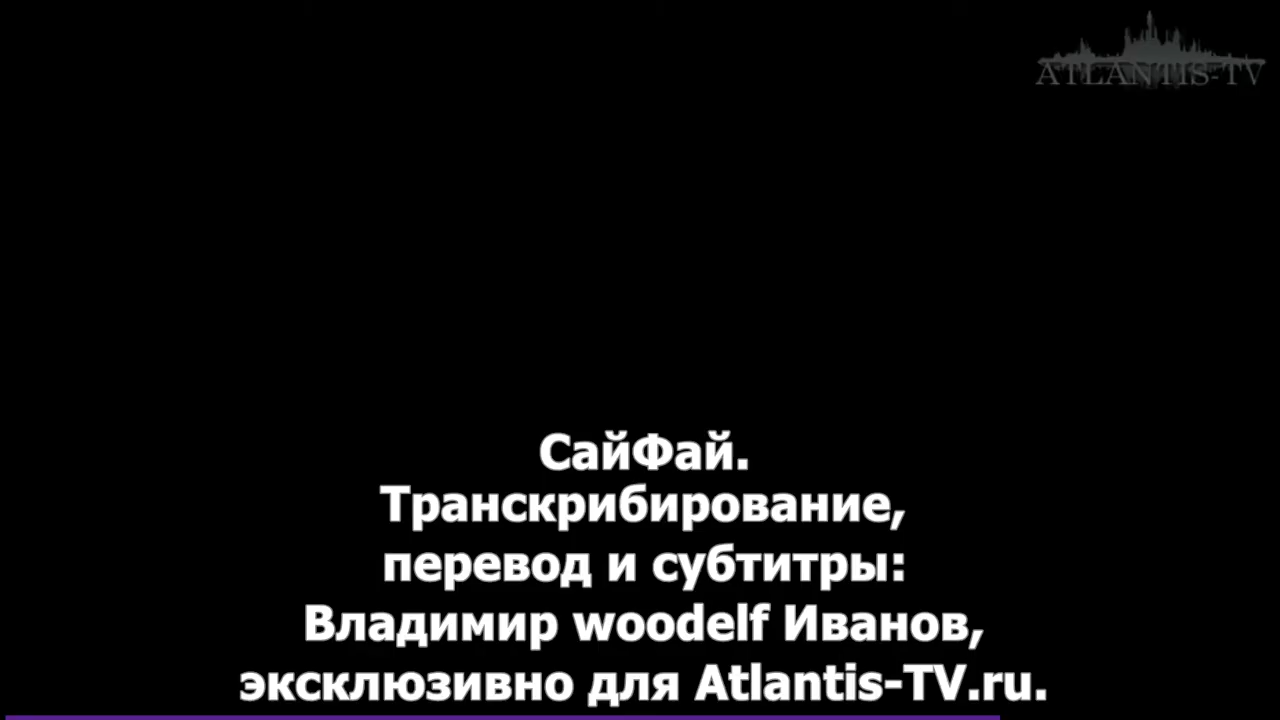 ATLANTIS-TV
СайФай.
Транскрибирование,
перевод и субтитры:
Владимир woodelf Иванов,
эксклюзивно для Atlantis-TV.ru.